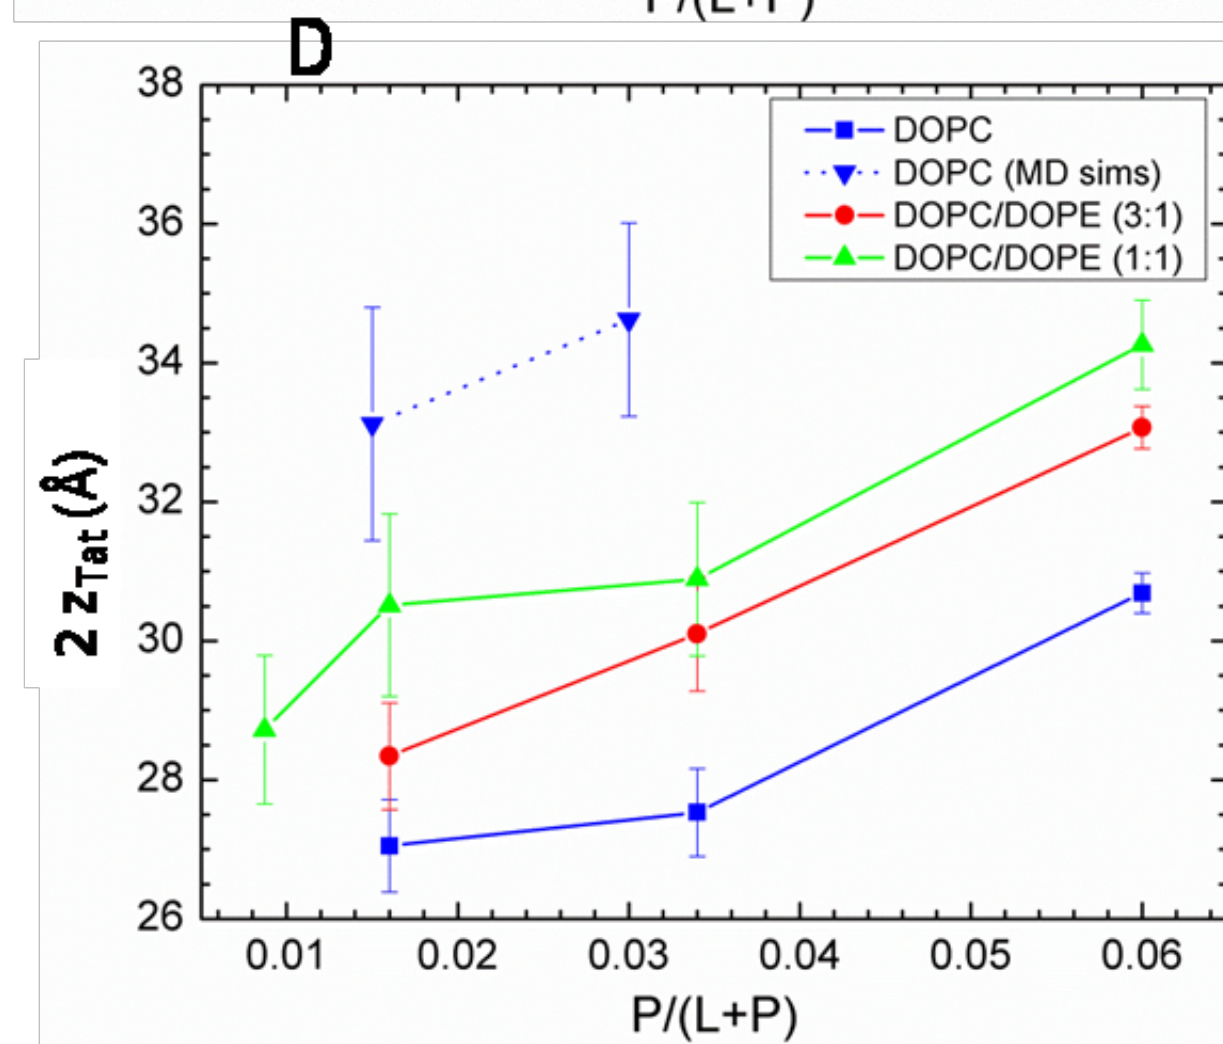 P/(L+P)
D
38
36
34
32
30
28
26
2 zTat (Å)
DOPC
DOPC (MD sims)
DOPC/DOPE (3:1)
DOPC/DOPE (1:1)
0.01 0.02 0.03 0.04 0.05 0.06
P/(L+P)